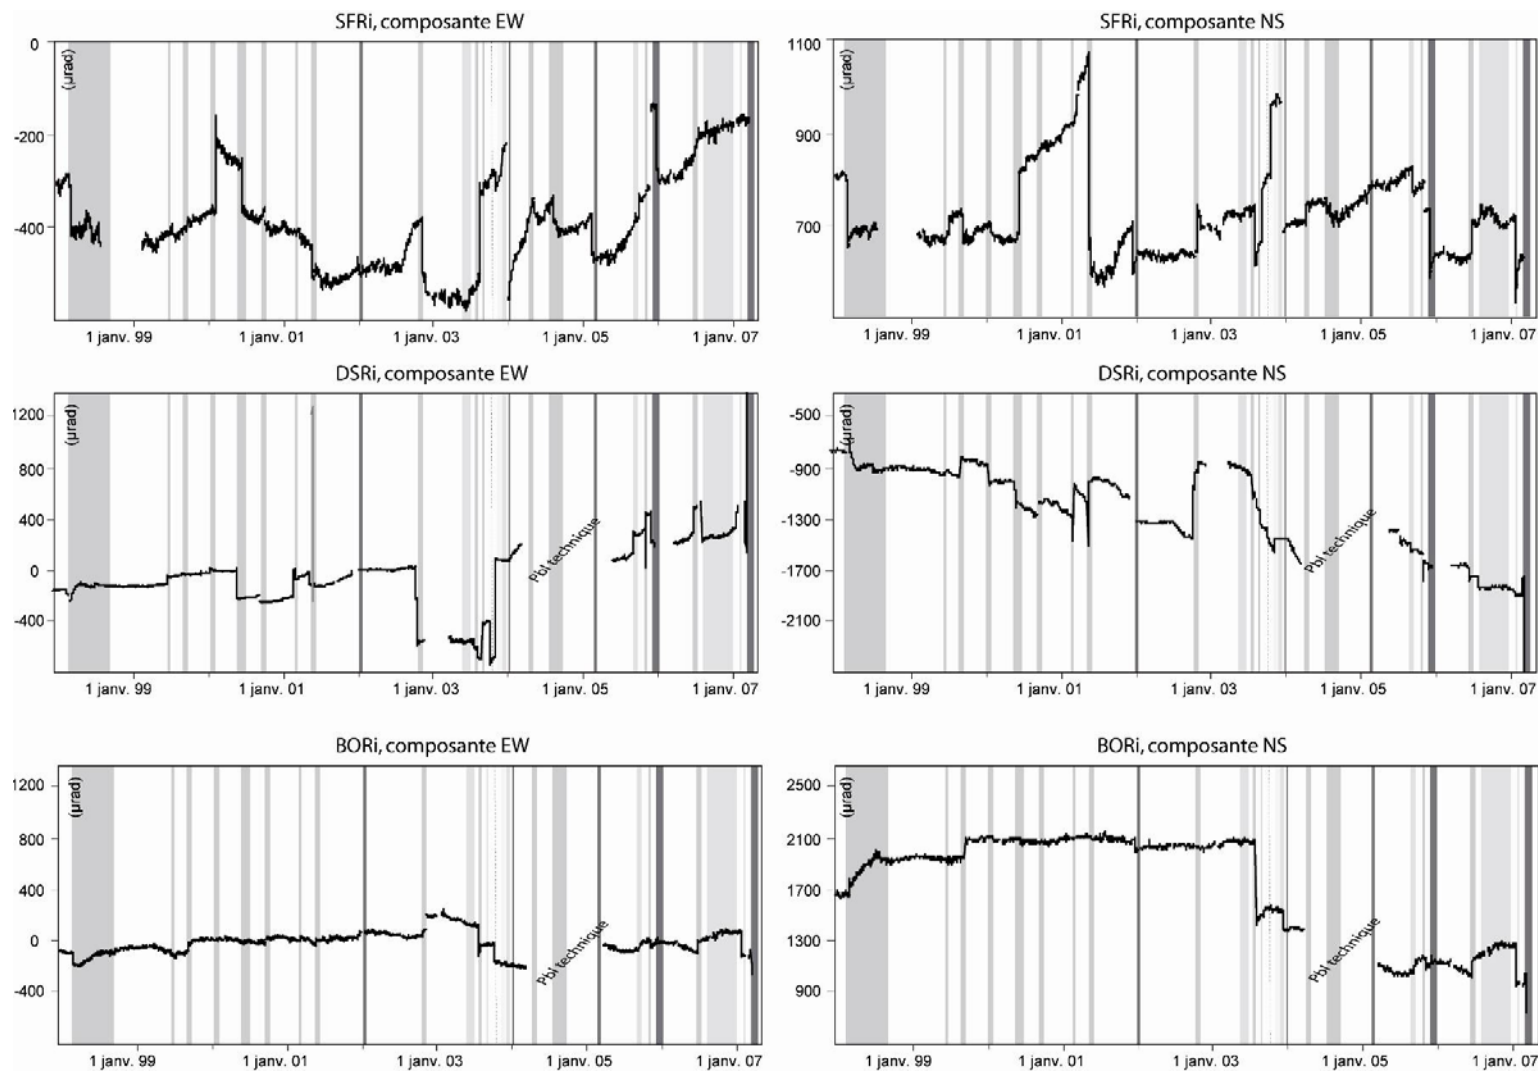 SFRi, composante EW
(μrad)
0
-200
-400
1 janv. 99
1 janv. 01
1 janv. 03
1 janv. 05
1 janv. 07
SFRi, composante NS
(μrad)
1100
900
700
1 janv. 99
1 janv. 01
1 janv. 03
1 janv. 05
1 janv. 07
DSRi, composante EW
(μrad)
1200
800
400
0
-400
Pbl technique
1 janv. 99
1 janv. 01
1 janv. 03
1 janv. 05
1 janv. 07
DSRi, composante NS
(μrad)
-500
-900
-1300
-1700
-2100
Pbl technique
1 janv. 99
1 janv. 01
1 janv. 03
1 janv. 05
1 janv. 07
BORi, composante EW
(μrad)
1200
800
400
0
-400
Pbl technique
1 janv. 99
1 janv. 01
1 janv. 03
1 janv. 05
1 janv. 07
BORi, composante NS
(μrad)
2500
2100
1700
1300
900
Pbl technique
1 janv. 99
1 janv. 01
1 janv. 03
1 janv. 05
1 janv. 07